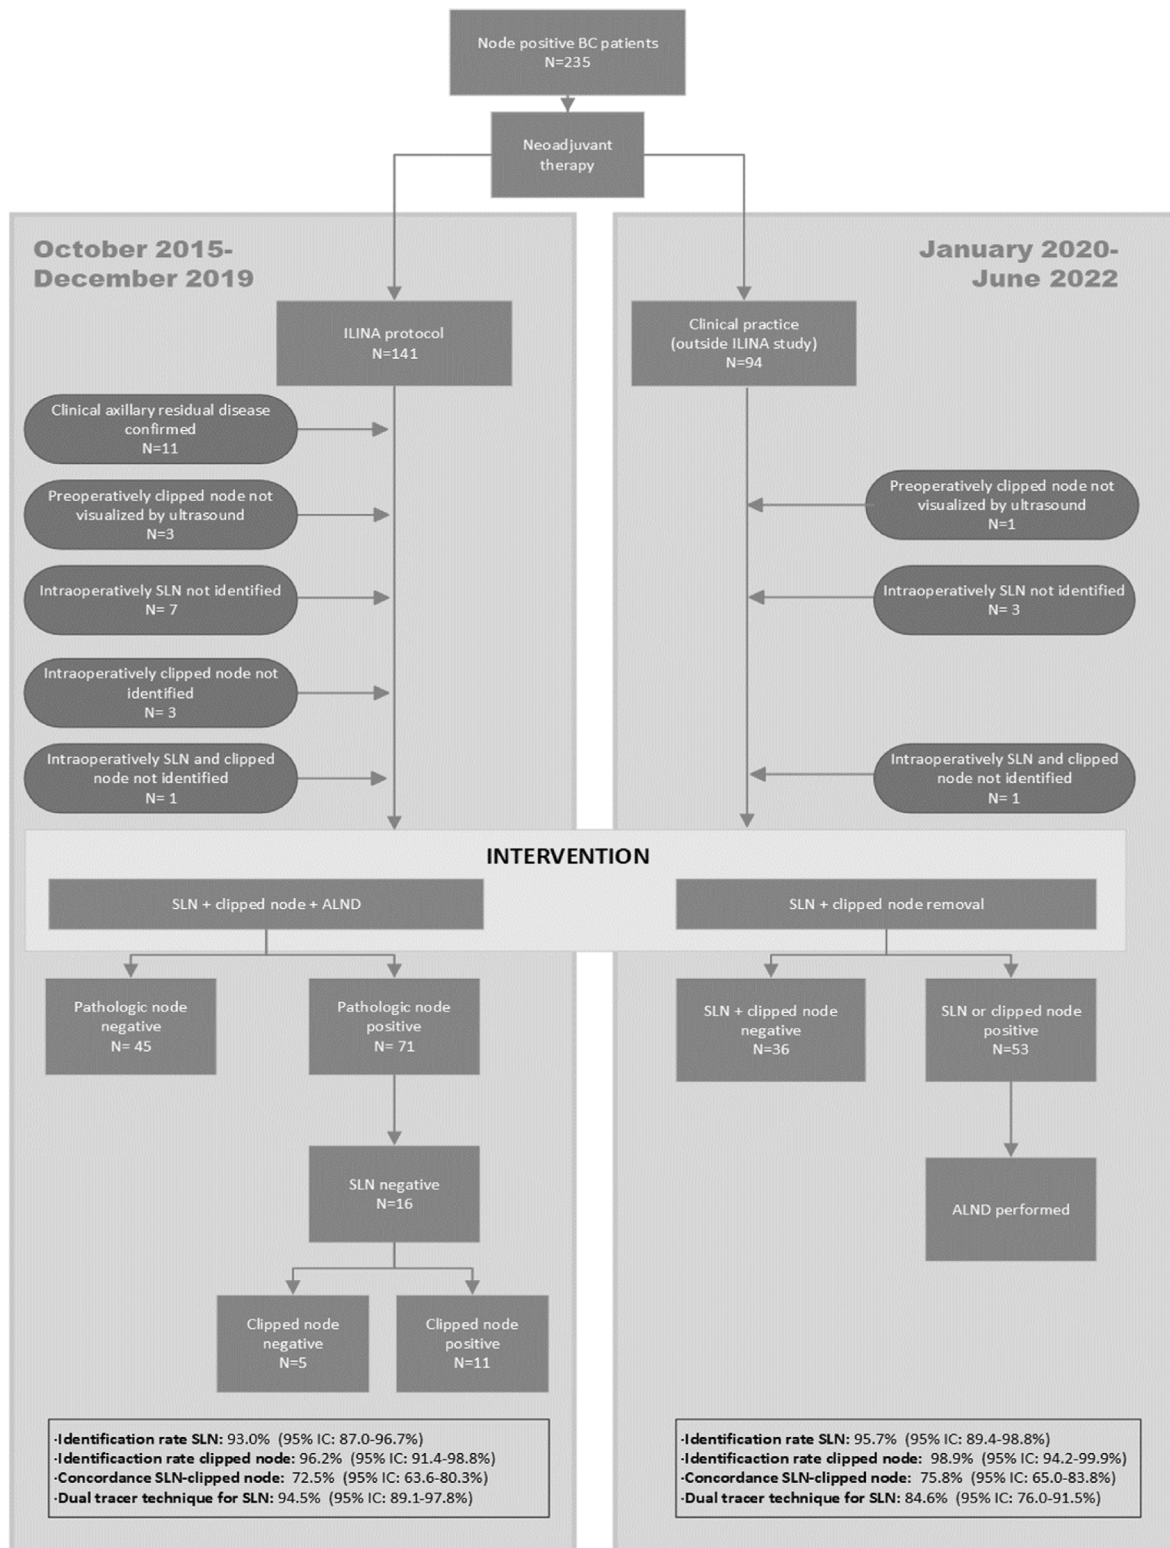 Node positive BC patients
N=235
Neoadjuvant
therapy
October 2015-
December 2019
January 2020-
June 2022
ILINA protocol
N=141
Clinical practice
(outside ILINA study)
N=94
Clinical axillary residual disease
confirmed
N=11
Preoperatively clipped node not
visualized by ultrasound
N=3
Preoperatively clipped node not
visualized by ultrasound
N=1
Intraoperatively SLN not identified
N= 7
Intraoperatively SLN not identified
N= 3
Intraoperatively clipped node not
identified
N= 3
Intraoperatively SLN and clipped
node not identified
N= 1
Intraoperatively SLN and clipped
node not identified
N= 1
INTERVENTION
SLN + clipped node + ALND
SLN + clipped node removal
Pathologic node
negative
N= 45
Pathologic node
positive
N= 71
SLN + clipped node
negative
N=36
SLN or clipped node
positive
N=53
SLN negative
N=16
ALND performed
Clipped node
negative
N=5
Clipped node
positive
N=11
·Identification rate SLN: 93.0% (95% IC: 87.0-96.7%)
·Identificaction rate clipped node: 96.2% (95% IC: 91.4-98.8%)
·Concordance SLN-clipped node: 72.5% (95% IC: 63.6-80.3%)
·Dual tracer technique for SLN: 94.5% (95% IC: 89.1-97.8%)
·Identification rate SLN: 95.7% (95% IC: 89.4-98.8%)
·Identificaction rate clipped node: 98.9% (95% IC: 94.2-99.9%)
·Concordance SLN-clipped node: 75.8% (95% IC: 65.0-83.8%)
·Dual tracer technique for SLN: 84.6% (95% IC: 76.0-91.5%)